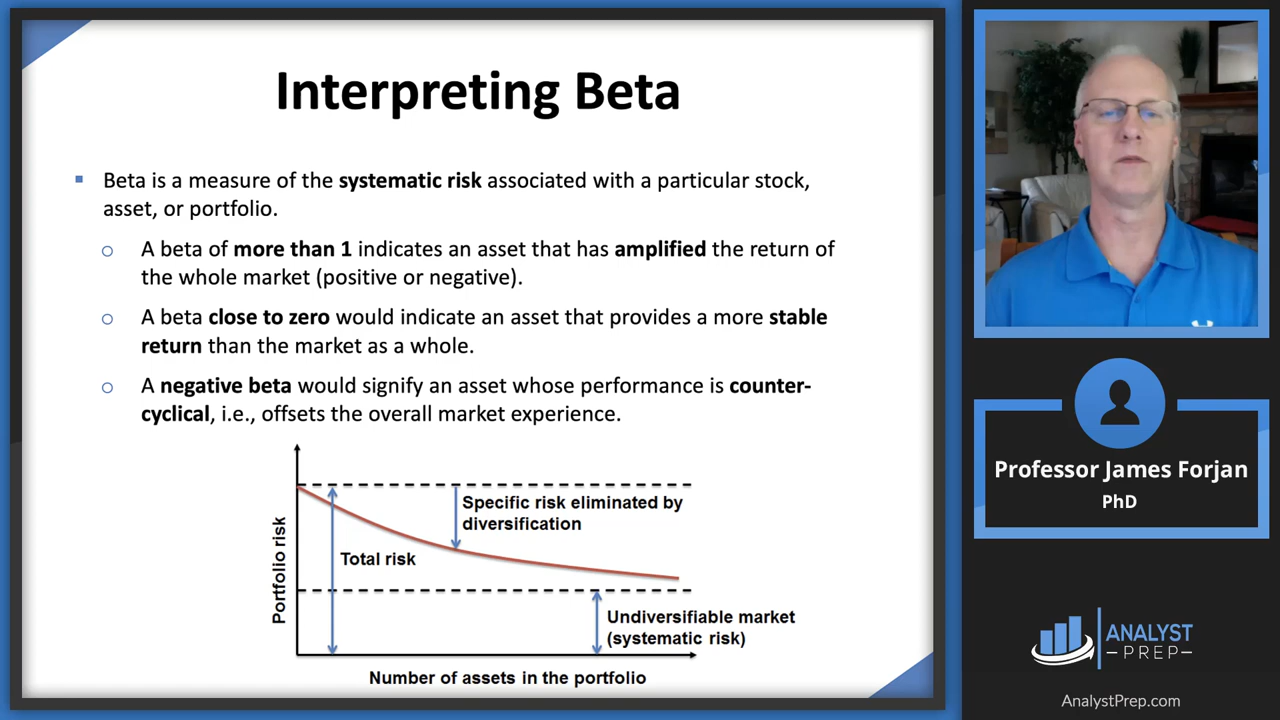 Interpreting Beta
Beta is a measure of the systematic risk associated with a particular stock,
asset, or portfolio.
A beta of more than 1 indicates an asset that has amplified the return of
the whole market (positive or negative).
A beta close to zero would indicate an asset that provides a more stable
return than the market as a whole.
A negative beta would signify an asset whose performance is counter-
cyclical, i.e., offsets the overall market experience.
Portfolio risk
Specific risk eliminated by
diversification
Total risk
Undiversifiable market
(systematic risk)
Number of assets in the portfolio
Professor James Forjan
PhD
ANALYST
PREP
AnalystPrep.com